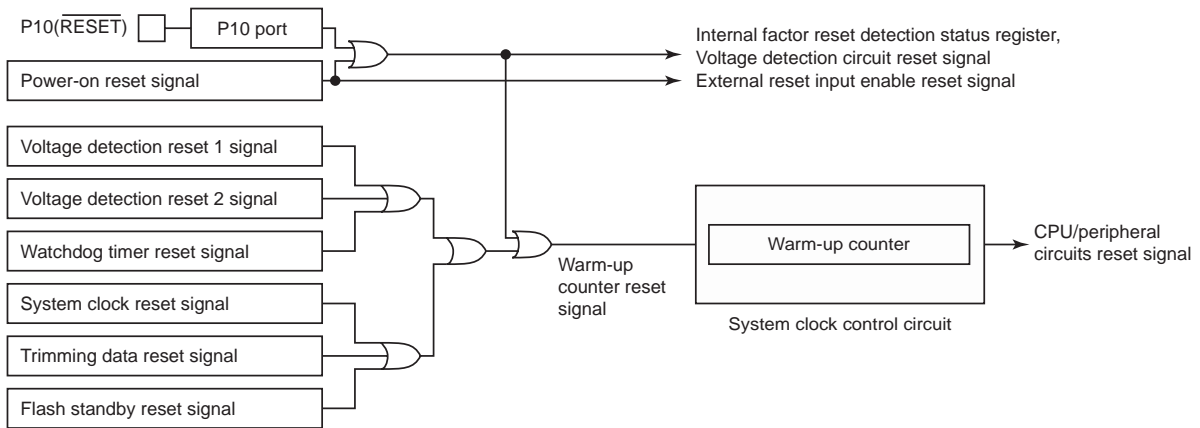 P10(RESET)
P10 port
Internal factor reset detection status register,
Voltage detection circuit reset signal
Power-on reset signal
External reset input enable reset signal
Voltage detection reset 1 signal
Voltage detection reset 2 signal
Watchdog timer reset signal
System clock reset signal
Trimming data reset signal
Flash standby reset signal
Warm-up
counter reset
signal
Warm-up counter
System clock control circuit
CPU/peripheral
circuits reset signal